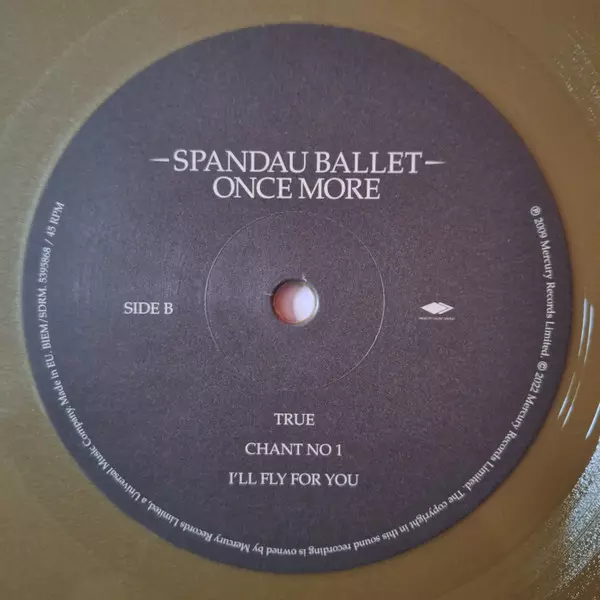 -SPANDAU BALLET-
ONCE MORE
SIDE B
TRUE
CHANT NO 1
I'LL FLY FOR YOU
℗ 2009 Mercury Records Limited. © 2022 Mercury Records Limited. The copyright in this sound recording is owned by Mercury Records Limited, a Universal Music Company. Made in EU. BIEM/SDRM. 5395868 / 45 RPM